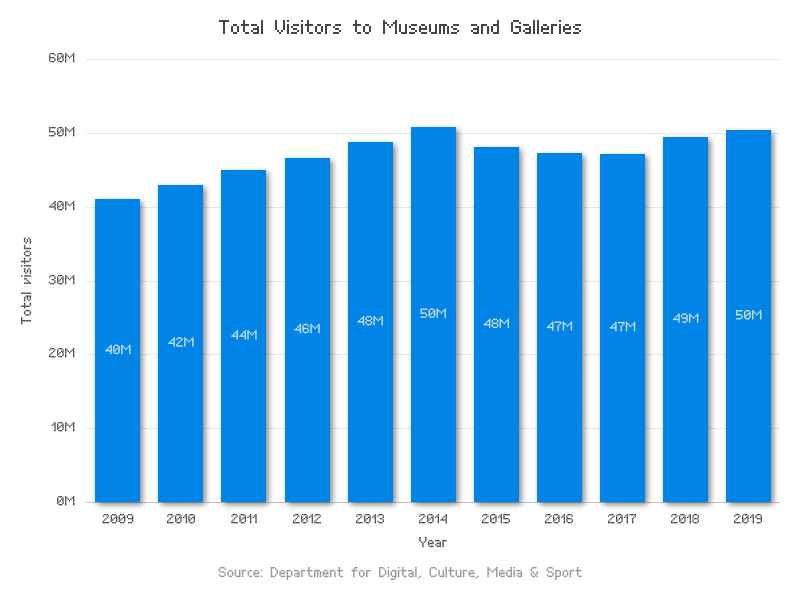 Total Visitors to Museums and Galleries
60M
50M
40M
30M
20M
10M
0M
Total visitors
40M
42M
44M
46M
48M
50M
48M
47M
47M
49M
50M
2009 2010 2011 2012 2013 2014 2015 2016 2017 2018 2019
Year
Source: Department for Digital, Culture, Media & Sport